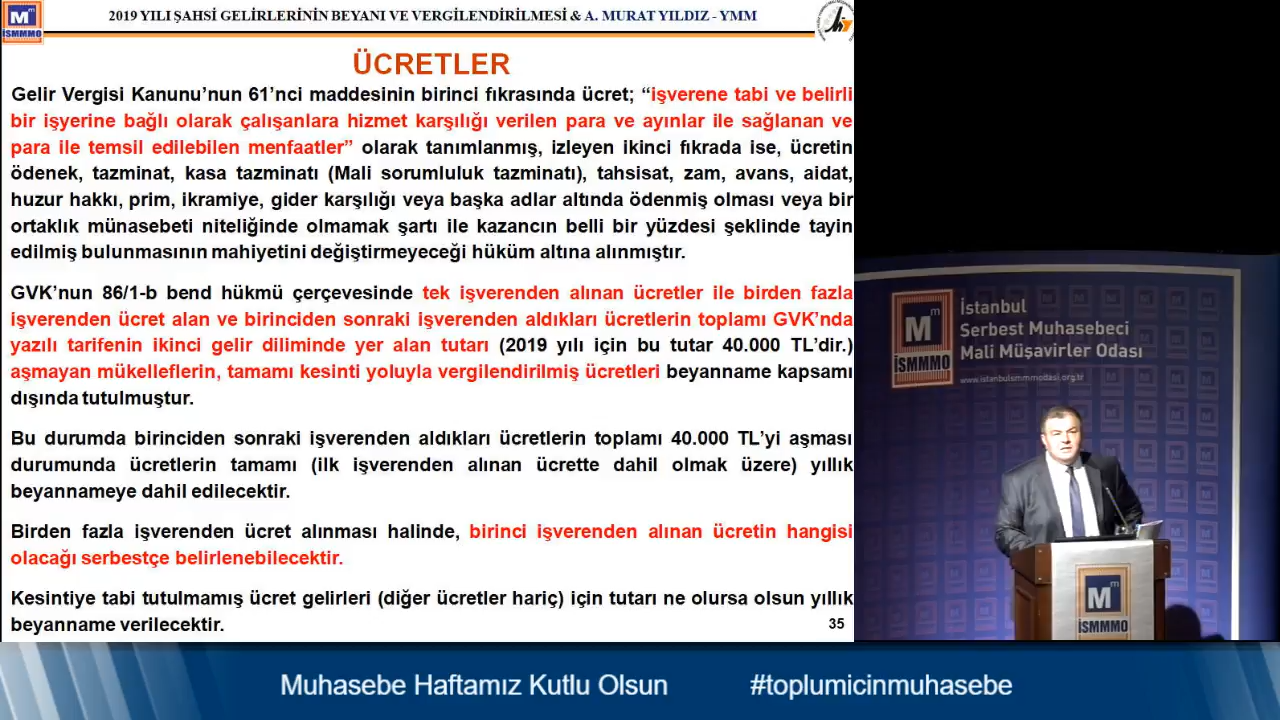 2019 YILI ŞAHSİ GELİRLERİNİN BEYANI VE VERGİLENDİRİLMESİ & A. MURAT YILDIZ - YMM
İSMMMO
ÜCRETLER
Gelir Vergisi Kanunu’nun 61’nci maddesinin birinci fıkrasında ücret; “işverene tabi ve belirli
bir işyerine bağlı olarak çalışanlara hizmet karşılığı verilen para ve ayınlar ile sağlanan ve
para ile temsil edilebilen menfaatler” olarak tanımlanmış, izleyen ikinci fıkrada ise, ücretin
ödenek, tazminat, kasa tazminatı (Mali sorumluluk tazminatı), tahsisat, zam, avans, aidat,
huzur hakkı, prim, ikramiye, gider karşılığı veya başka adlar altında ödenmiş olması veya bir
ortaklık münasebeti niteliğinde olmamak şartı ile kazancın belli bir yüzdesi şeklinde tayin
edilmiş bulunmasının mahiyetini değiştirmeyeceği hüküm altına alınmıştır.
GVK’nun 86/1-b bend hükmü çerçevesinde tek işverenden alınan ücretler ile birden fazla
işverenden ücret alan ve birinciden sonraki işverenden aldıkları ücretlerin toplamı GVK’nda
yazılı tarifenin ikinci gelir diliminde yer alan tutarı (2019 yılı için bu tutar 40.000 TL’dir.)
aşmayan mükelleflerin, tamamı kesinti yoluyla vergilendirilmiş ücretleri beyanname kapsamı
dışında tutulmuştur.
Bu durumda birinciden sonraki işverenden aldıkları ücretlerin toplamı 40.000 TL’yi aşması
durumunda ücretlerin tamamı (ilk işverenden alınan ücrette dahil olmak üzere) yıllık
beyannameye dahil edilecektir.
Birden fazla işverenden ücret alınması halinde, birinci işverenden alınan ücretin hangisi
olacağı serbestçe belirlenebilecektir.
Kesintiye tabi tutulmamış ücret gelirleri (diğer ücretler hariç) için tutarı ne olursa olsun yıllık
beyanname verilecektir.
35
Mm
İSMMMO
İstanbul
Serbest Muhasebeci
Mali Müşavirler Odası
www.istanbulsmmmodasi.org.tr
Mm
İSMMMO
Muhasebe Haftamız Kutlu Olsun
#toplumicinmuhasebe